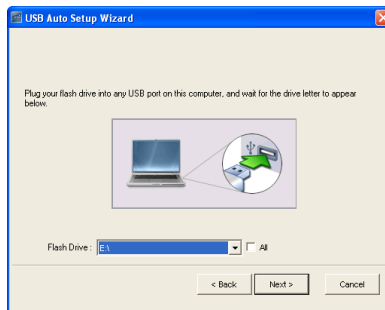 USB Auto Setup Wizard
Plug your flash drive into any USB port on this computer, and wait for the drive letter to appear
below.
Flash Drive : E:\ All
< Back Next > Cancel